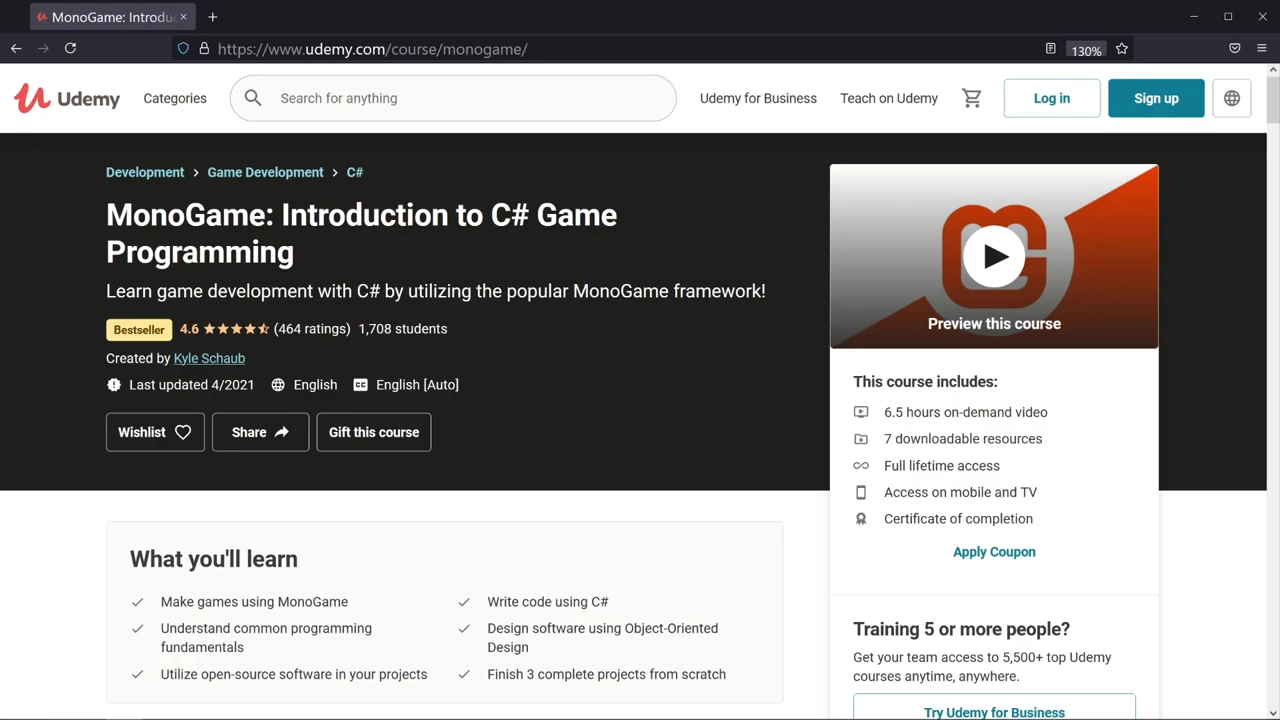 MonoGame: Introduc
https://www.udemy.com/course/monogame/
130%
Udemy
Categories
Search for anything
Udemy for Business
Teach on Udemy
Log in
Sign up
Development > Game Development > C#
MonoGame: Introduction to C# Game
Programming
Learn game development with C# by utilizing the popular MonoGame framework!
Bestseller 4.6 (464 ratings) 1,708 students
Created by Kyle Schaub
Last updated 4/2021 English CC English [Auto]
Wishlist
Share
Gift this course
Preview this course
This course includes:
6.5 hours on-demand video
7 downloadable resources
Full lifetime access
Access on mobile and TV
Certificate of completion
Apply Coupon
Training 5 or more people?
Get your team access to 5,500+ top Udemy
courses anytime, anywhere.
Try Udemy for Business
What you'll learn
Make games using MonoGame
Understand common programming
fundamentals
Utilize open-source software in your projects
Write code using C#
Design software using Object-Oriented
Design
Finish 3 complete projects from scratch